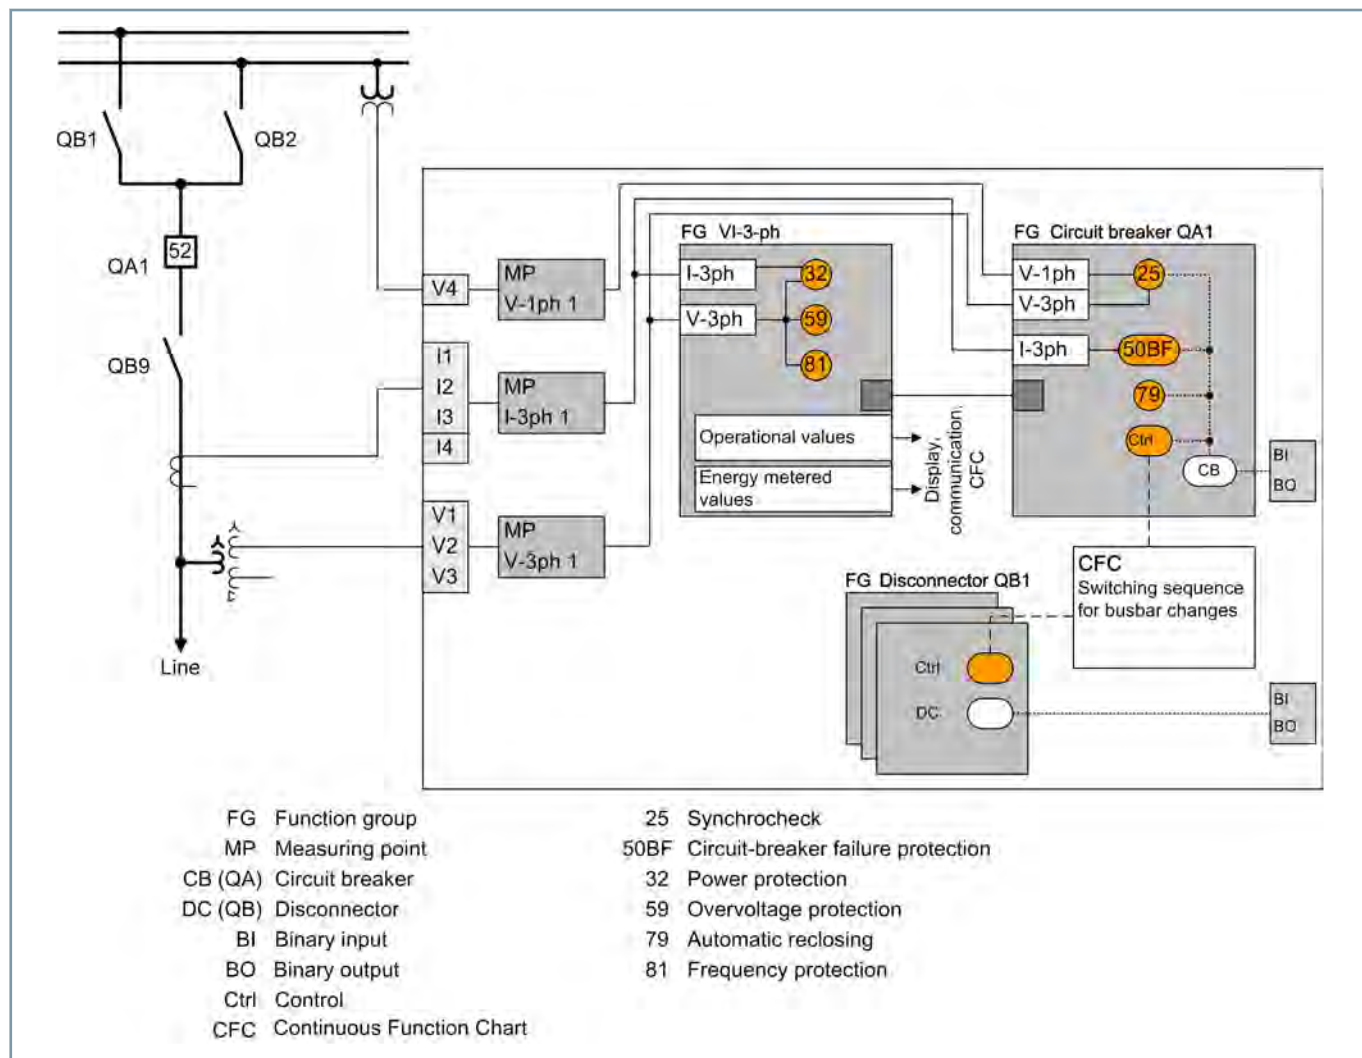 QB1
QB2
QA1
52
QB9
Line
V4
MP
V-1ph 1
I1
I2
I3
I4
MP
I-3ph 1
V1
V2
V3
MP
V-3ph 1
FG VI-3-ph
I-3ph
V-3ph
32
59
81
Operational values
Energy metered
values
Display,
communication
CFC
FG Circuit breaker QA1
V-1ph
V-3ph
I-3ph
25
50BF
79
Ctrl
CB
BI
BO
CFC
Switching sequence
for busbar changes
FG Disconnector QB1
Ctrl
DC
BI
BO
FG Function group
MP Measuring point
CB (QA) Circuit breaker
DC (QB) Disconnector
BI Binary input
BO Binary output
Ctrl Control
CFC Continuous Function Chart
25 Synchrocheck
50BF Circuit-breaker failure protection
32 Power protection
59 Overvoltage protection
79 Automatic reclosing
81 Frequency protection